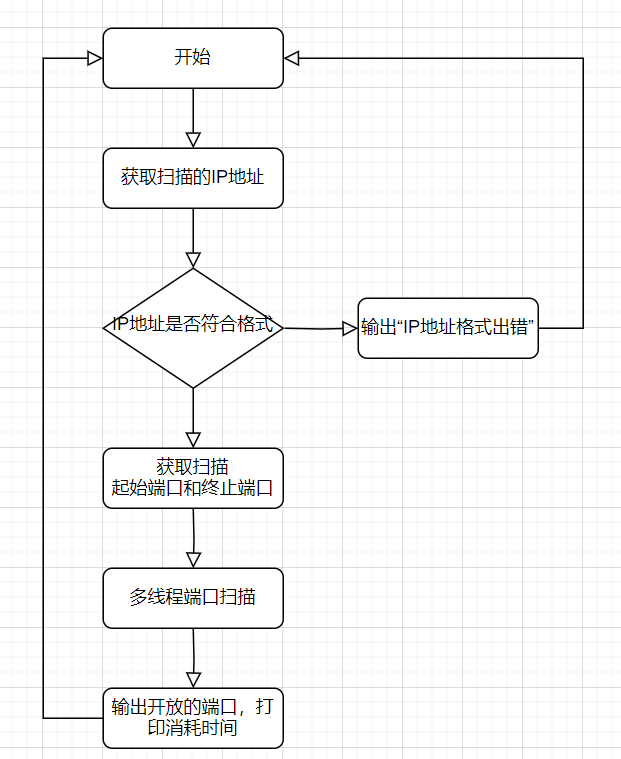 开始
获取扫描的IP地址
IP地址是否符合格式
输出“IP地址格式出错”
获取扫描
起始端口和终止端口
多线程端口扫描
输出开放的端口，打
印消耗时间